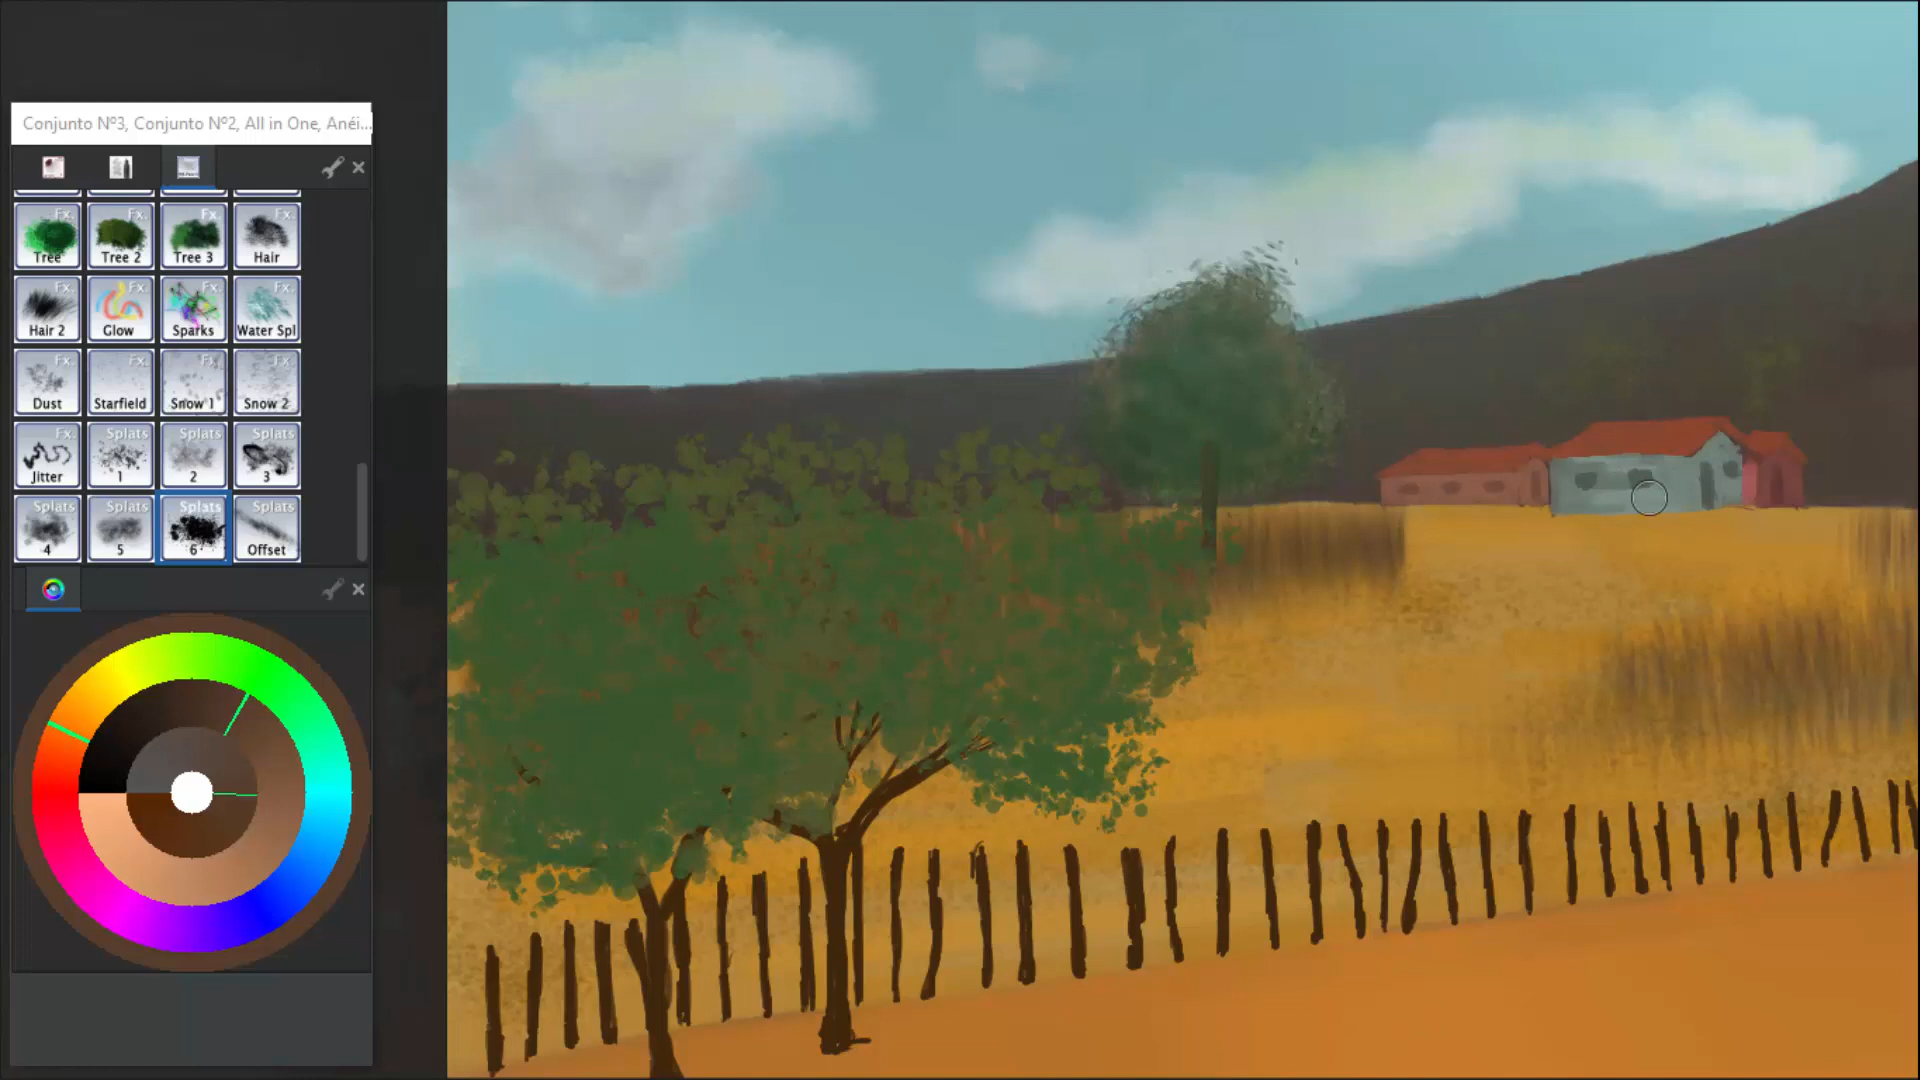 Conjunto Nº3, Conjunto Nº2, All in One, Anéi...
Fx. Fx. Fx. Fx.
Tree Tree 2 Tree 3 Hair
Fx. Fx. Fx. Fx.
Hair 2 Glow Sparks Water Spl
Fx. Fx. Fx. Fx.
Dust Starfield Snow 1 Snow 2
Fx. Splats Splats Splats
Jitter 1 2 3
Splats Splats Splats Splats
4 5 6 Offset